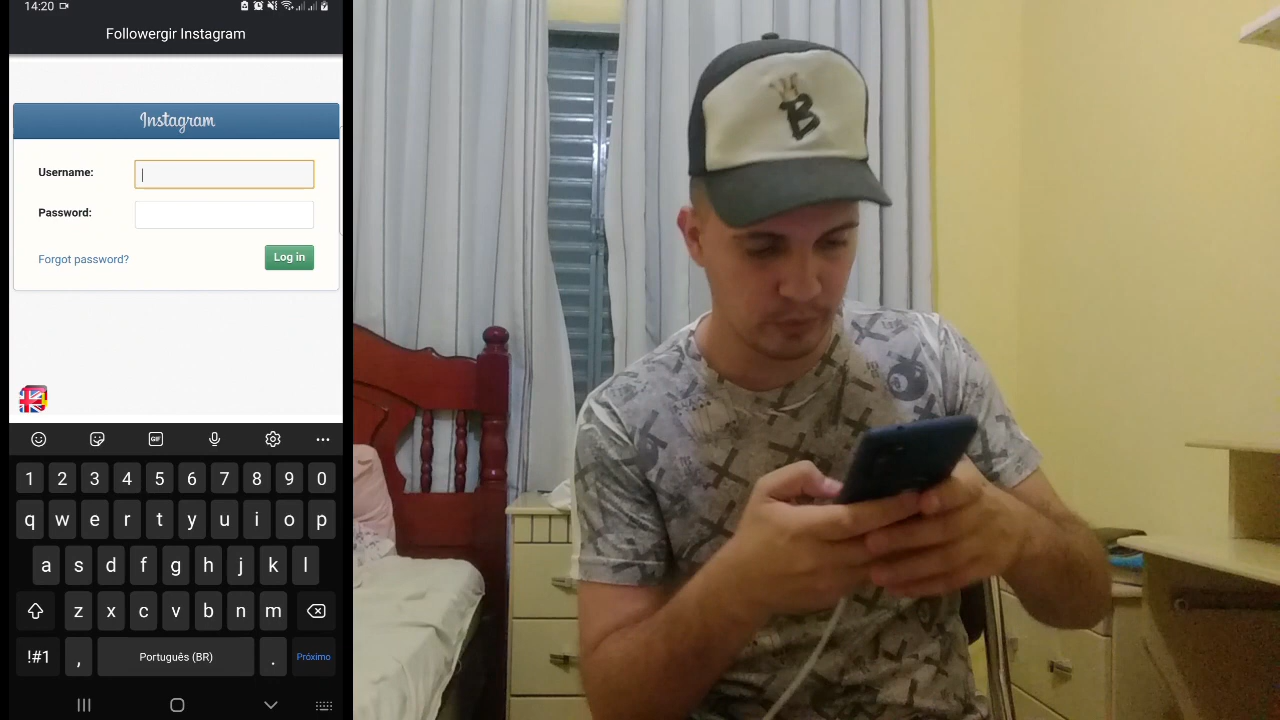 14:20
Followergir Instagram
Instagram
Username:
Password:
Forgot password?
Log in
GIF
1 2 3 4 5 6 7 8 9 0
q w e r t y u i o p
a s d f g h j k l
z x c v b n m
!#1 , Português (BR) . Próximo
B